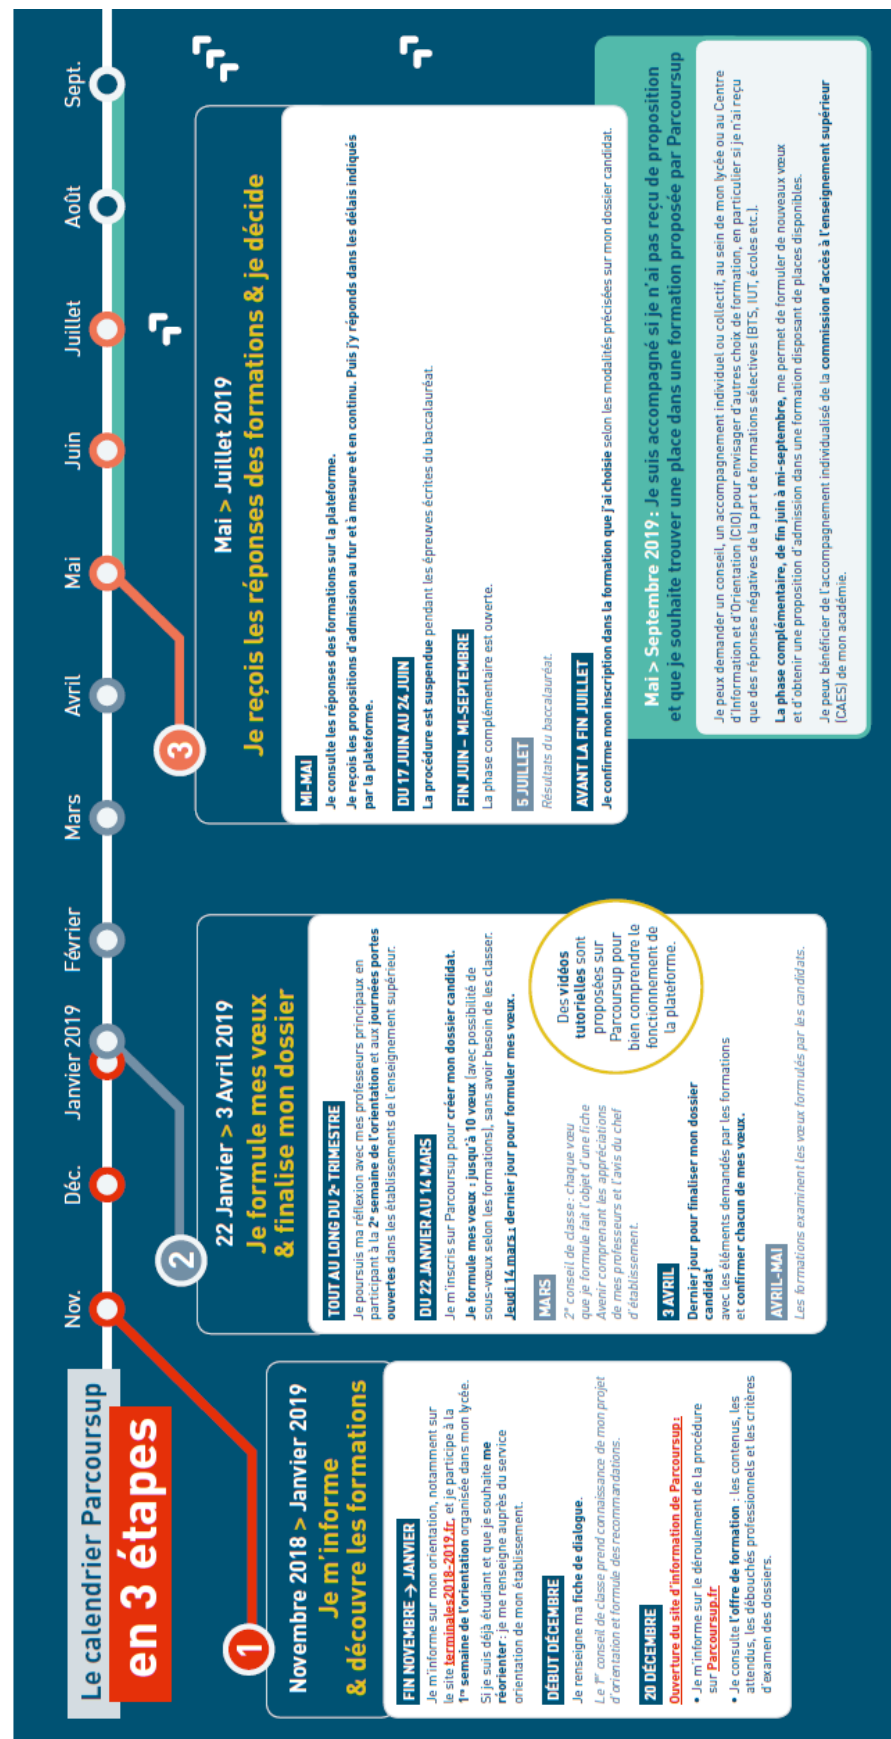 Le calendrier Parcoursup
en 3 étapes
Nov.
Déc.
Janvier 2019
Février
Mars
Avril
Mai
Juin
Juillet
Août
Sept.
1
Novembre 2018 > Janvier 2019
Je m'informe
& découvre les formations
FIN NOVEMBRE → JANVIER
Je m'informe sur mon orientation, notamment sur
le site terminales2018-2019.fr, et je participe à la
1re semaine de l'orientation organisée dans mon lycée.
Si je suis déjà étudiant et que je souhaite me
réorienter : je me renseigne auprès du service
orientation de mon établissement.
DÉBUT DÉCEMBRE
Je renseigne ma fiche de dialogue.
Le 1er conseil de classe prend connaissance de mon projet
d'orientation et formule des recommandations.
20 DÉCEMBRE
Ouverture du site d'information de Parcoursup :
• Je m'informe sur le déroulement de la procédure
sur Parcoursup.fr
• Je consulte l'offre de formation : les contenus, les
attendus, les débouchés professionnels et les critères
d'examen des dossiers.
2
22 Janvier > 3 Avril 2019
Je formule mes vœux
& finalise mon dossier
TOUT AU LONG DU 2e TRIMESTRE
Je poursuis ma réflexion avec mes professeurs principaux en
participant à la 2e semaine de l'orientation et aux journées portes
ouvertes dans les établissements de l'enseignement supérieur.
DU 22 JANVIER AU 14 MARS
Je m'inscris sur Parcoursup pour créer mon dossier candidat.
Je formule mes vœux : jusqu'à 10 vœux (avec possibilité de
sous-vœux selon les formations), sans avoir besoin de les classer.
Jeudi 14 mars : dernier jour pour formuler mes vœux.
MARS
2e conseil de classe : chaque vœu
que je formule fait l'objet d'une fiche
Avenir comprenant les appréciations
de mes professeurs et l'avis du chef
d'établissement.
Des vidéos
tutorielles sont
proposées sur
Parcoursup pour
bien comprendre le
fonctionnement de
la plateforme.
3 AVRIL
Dernier jour pour finaliser mon dossier
candidat
avec les éléments demandés par les formations
et confirmer chacun de mes vœux.
AVRIL-MAI
Les formations examinent les vœux formulés par les candidats.
3
Mai > Juillet 2019
Je reçois les réponses des formations & je décide
MI-MAI
Je consulte les réponses des formations sur la plateforme.
Je reçois les propositions d'admission au fur et à mesure et en continu. Puis j'y réponds dans les délais indiqués
par la plateforme.
DU 17 JUIN AU 24 JUIN
La procédure est suspendue pendant les épreuves écrites du baccalauréat.
FIN JUIN – MI-SEPTEMBRE
La phase complémentaire est ouverte.
5 JUILLET
Résultats du baccalauréat.
AVANT LA FIN JUILLET
Je confirme mon inscription dans la formation que j'ai choisie selon les modalités précisées sur mon dossier candidat.
Mai > Septembre 2019 : Je suis accompagné si je n'ai pas reçu de proposition
et que je souhaite trouver une place dans une formation proposée par Parcoursup
Je peux demander un conseil, un accompagnement individuel ou collectif, au sein de mon lycée ou au Centre
d'Information et d'Orientation (CIO) pour envisager d'autres choix de formation, en particulier si je n'ai reçu
que des réponses négatives de la part de formations sélectives (BTS, IUT, écoles etc.).
La phase complémentaire, de fin juin à mi-septembre, me permet de formuler de nouveaux vœux
et d'obtenir une proposition d'admission dans une formation disposant de places disponibles.
Je peux bénéficier de l'accompagnement individualisé de la commission d'accès à l'enseignement supérieur
(CAES) de mon académie.